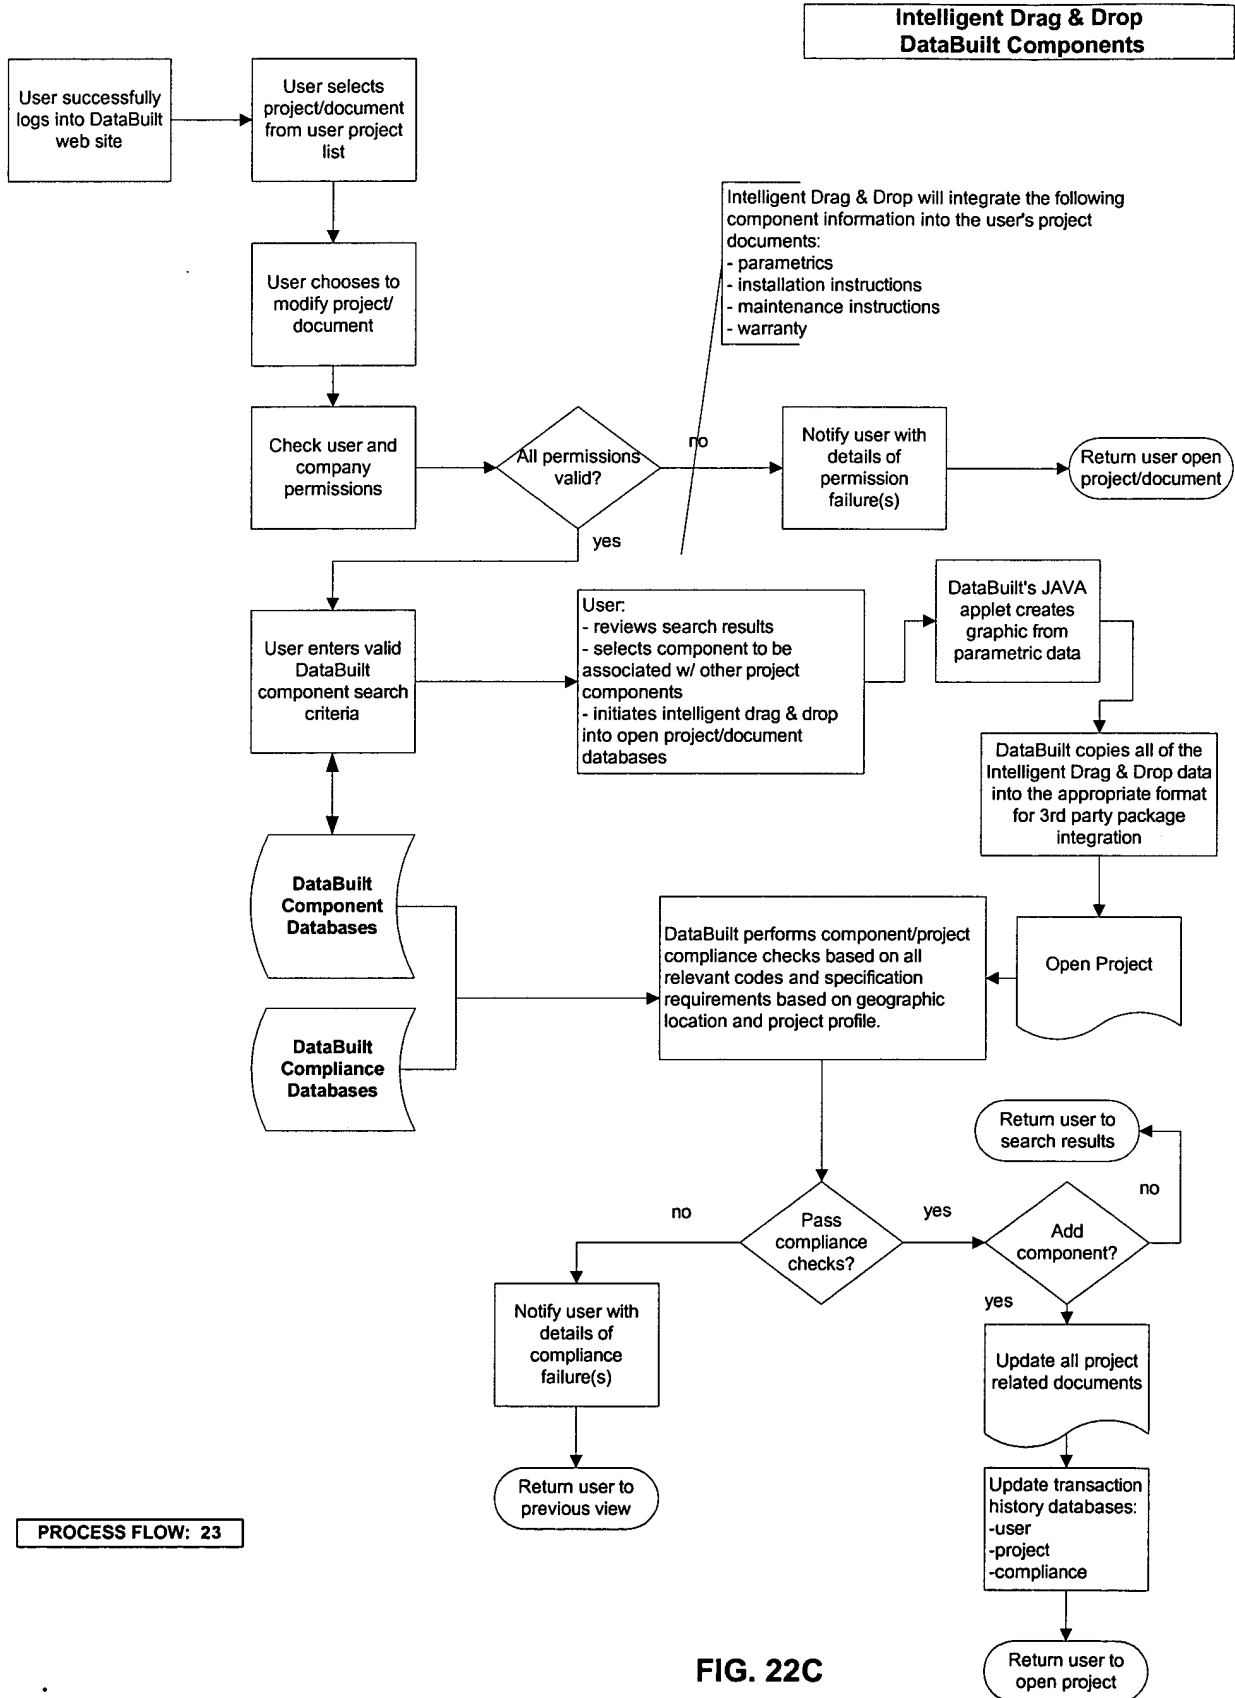 Intelligent Drag & Drop
DataBuilt Components
User successfully
logs into DataBuilt
web site
User selects
project/document
from user project
list
Intelligent Drag & Drop will integrate the following
component information into the user's project
documents:
- parametrics
- installation instructions
- maintenance instructions
- warranty
User chooses to
modify project/
document
Check user and
company
permissions
All permissions
valid?
no
Notify user with
details of
permission
failure(s)
Return user open
project/document
yes
User enters valid
DataBuilt
component search
criteria
User:
- reviews search results
- selects component to be
associated w/ other project
components
- initiates intelligent drag & drop
into open project/document
databases
DataBuilt's JAVA
applet creates
graphic from
parametric data
DataBuilt copies all of the
Intelligent Drag & Drop data
into the appropriate format
for 3rd party package
integration
DataBuilt
Component
Databases
DataBuilt performs component/project
compliance checks based on all
relevant codes and specification
requirements based on geographic
location and project profile.
Open Project
DataBuilt
Compliance
Databases
Return user to
search results
no
Pass
compliance
checks?
yes
Add
component?
no
yes
Notify user with
details of
compliance
failure(s)
Update all project
related documents
Return user to
previous view
Update transaction
history databases:
-user
-project
-compliance
PROCESS FLOW: 23
Return user to
open project
FIG. 22C